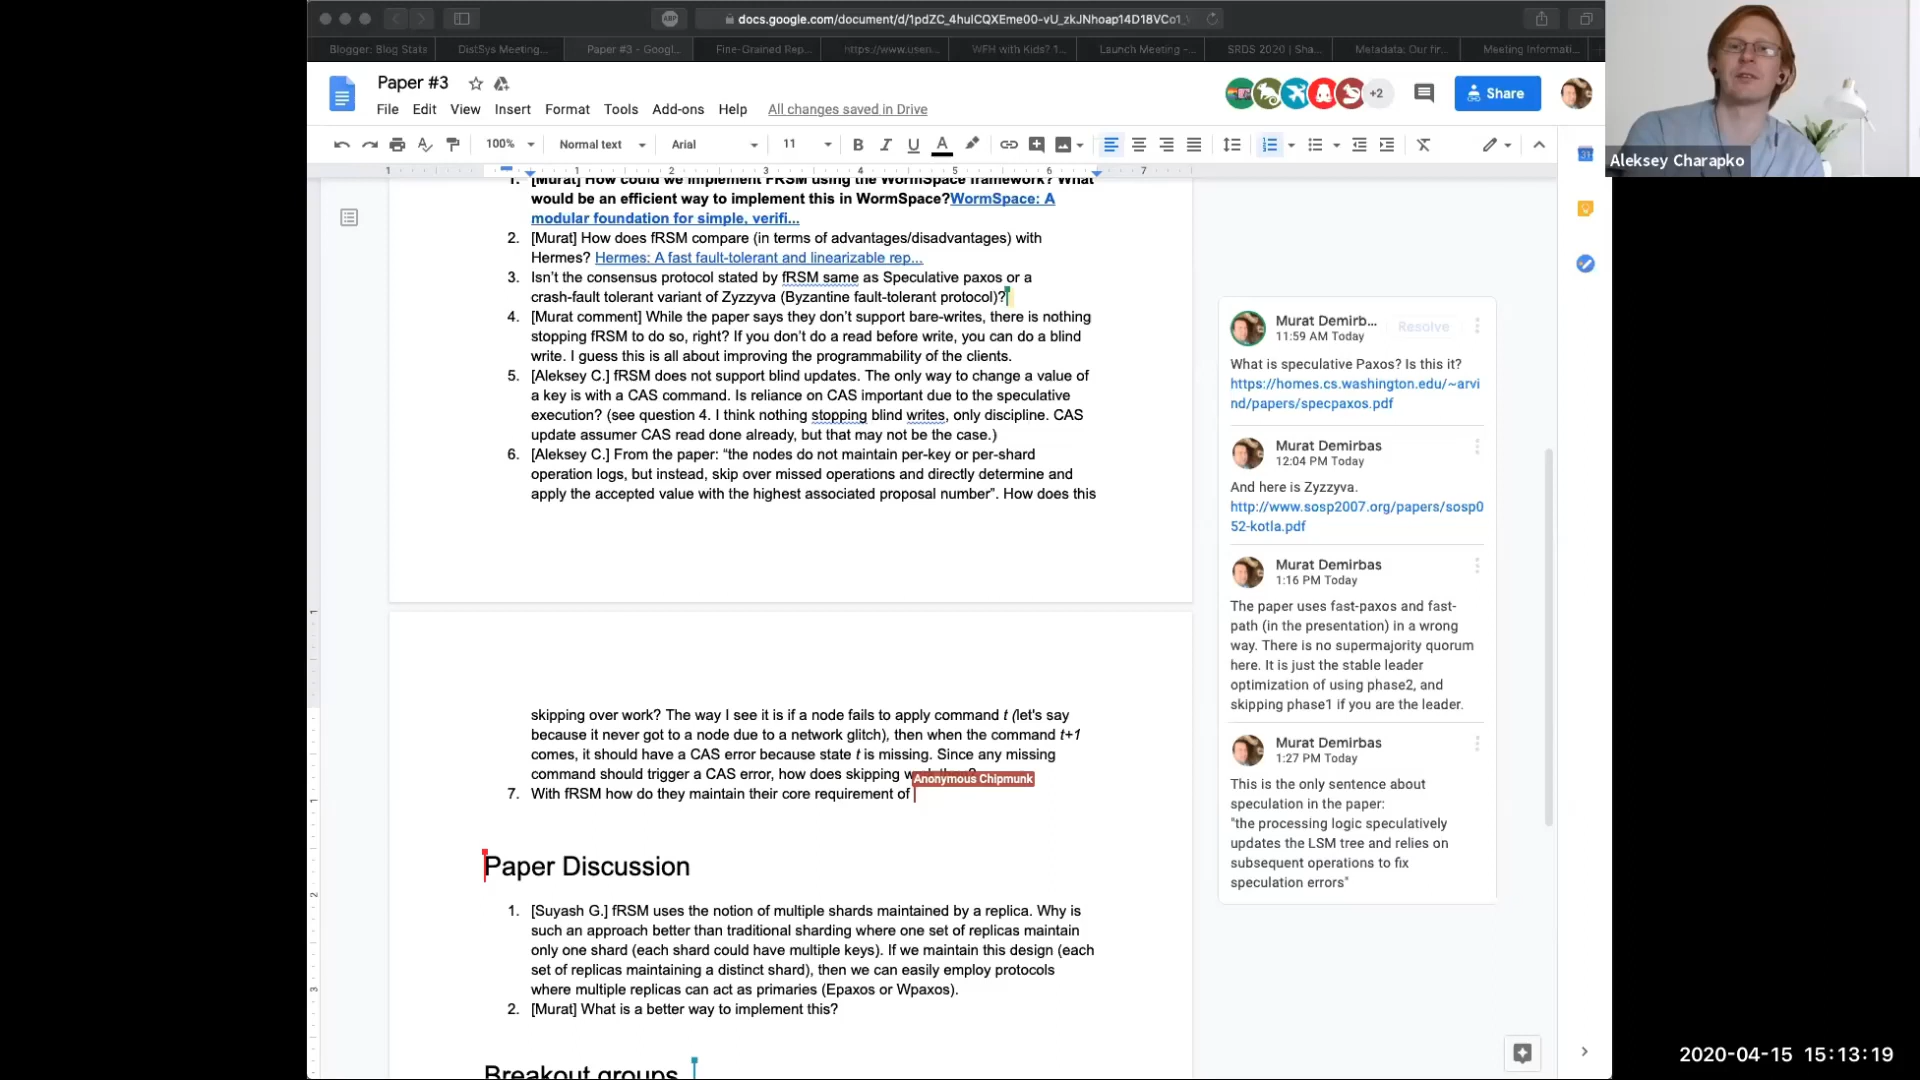 docs.google.com/document/d/1pdZC_4huICQXEme00-vU_zkJNhoap14D18VCo1_
Blogger: Blog Stats
DistSys Meeting...
Paper #3 - Googl...
Fine-Grained Rep...
https://www.usen...
WFH with Kids? 1...
Launch Meeting -...
SRDS 2020 | Sha...
Metadata: Our fir...
Meeting Informati...
Paper #3
File Edit View Insert Format Tools Add-ons Help All changes saved in Drive
+2
Share
100% Normal text Arial 11
1 1 2 3 4 5 6 7
1. [Murat] How could we implement FRSM using the WormSpace framework? What
would be an efficient way to implement this in WormSpace?WormSpace: A
modular foundation for simple, verifi...
2. [Murat] How does fRSM compare (in terms of advantages/disadvantages) with
Hermes? Hermes: A fast fault-tolerant and linearizable rep...
3. Isn't the consensus protocol stated by fRSM same as Speculative paxos or a
crash-fault tolerant variant of Zyzzyva (Byzantine fault-tolerant protocol)?
4. [Murat comment] While the paper says they don't support bare-writes, there is nothing
stopping fRSM to do so, right? If you don't do a read before write, you can do a blind
write. I guess this is all about improving the programmability of the clients.
5. [Aleksey C.] fRSM does not support blind updates. The only way to change a value of
a key is with a CAS command. Is reliance on CAS important due to the speculative
execution? (see question 4. I think nothing stopping blind writes, only discipline. CAS
update assumer CAS read done already, but that may not be the case.)
6. [Aleksey C.] From the paper: “the nodes do not maintain per-key or per-shard
operation logs, but instead, skip over missed operations and directly determine and
apply the accepted value with the highest associated proposal number”. How does this
skipping over work? The way I see it is if a node fails to apply command t (let's say
because it never got to a node due to a network glitch), then when the command t+1
comes, it should have a CAS error because state t is missing. Since any missing
command should trigger a CAS error, how does skipping
Anonymous Chipmunk
7. With fRSM how do they maintain their core requirement of
Paper Discussion
1. [Suyash G.] fRSM uses the notion of multiple shards maintained by a replica. Why is
such an approach better than traditional sharding where one set of replicas maintain
only one shard (each shard could have multiple keys). If we maintain this design (each
set of replicas maintaining a distinct shard), then we can easily employ protocols
where multiple replicas can act as primaries (Epaxos or Wpaxos).
2. [Murat] What is a better way to implement this?
Breakout groups
Murat Demirb...
Resolve
11:59 AM Today
What is speculative Paxos? Is this it?
https://homes.cs.washington.edu/~arvi
nd/papers/specpaxos.pdf
Murat Demirbas
12:04 PM Today
And here is Zyzzyva.
http://www.sosp2007.org/papers/sosp0
52-kotla.pdf
Murat Demirbas
1:16 PM Today
The paper uses fast-paxos and fast-
path (in the presentation) in a wrong
way. There is no supermajority quorum
here. It is just the stable leader
optimization of using phase2, and
skipping phase1 if you are the leader.
Murat Demirbas
1:27 PM Today
This is the only sentence about
speculation in the paper:
"the processing logic speculatively
updates the LSM tree and relies on
subsequent operations to fix
speculation errors"
Aleksey Charapko
2020-04-15 15:13:19